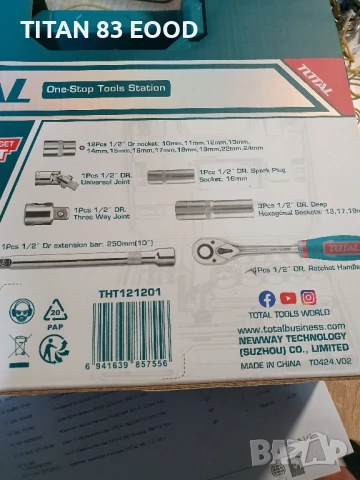 TITAN 83 EOOD
AL
One-Stop Tools Station
TOTAL
SET
12Pcs 1/2" Dr socket: 10mm,11mm,12mm,13mm,
14mm,15mm,16mm,17mm,18mm,19mm,22mm,24mm
1Pcs 1/2" DR.
Universal Joint
1Pcs 1/2" DR. Spark Plug
Socket: 16mm
1Pcs 1/2" DR.
Three Way Joint
3Pcs 1/2" DR. Deep
Hexagonal Sockets: 13,17,19
1Pcs 1/2" Dr extension bar: 250mm(10")
TOTAL
1Pcs 1/2" DR. Ratchet Handle
THT121201
20
PAP
6 941639 857556
TOTAL TOOLS WORLD
www.totalbusiness.com
NEWWAY TECHNOLOGY
(SUZHOU) CO., LIMITED
MADE IN CHINA T0424.V02
bazar